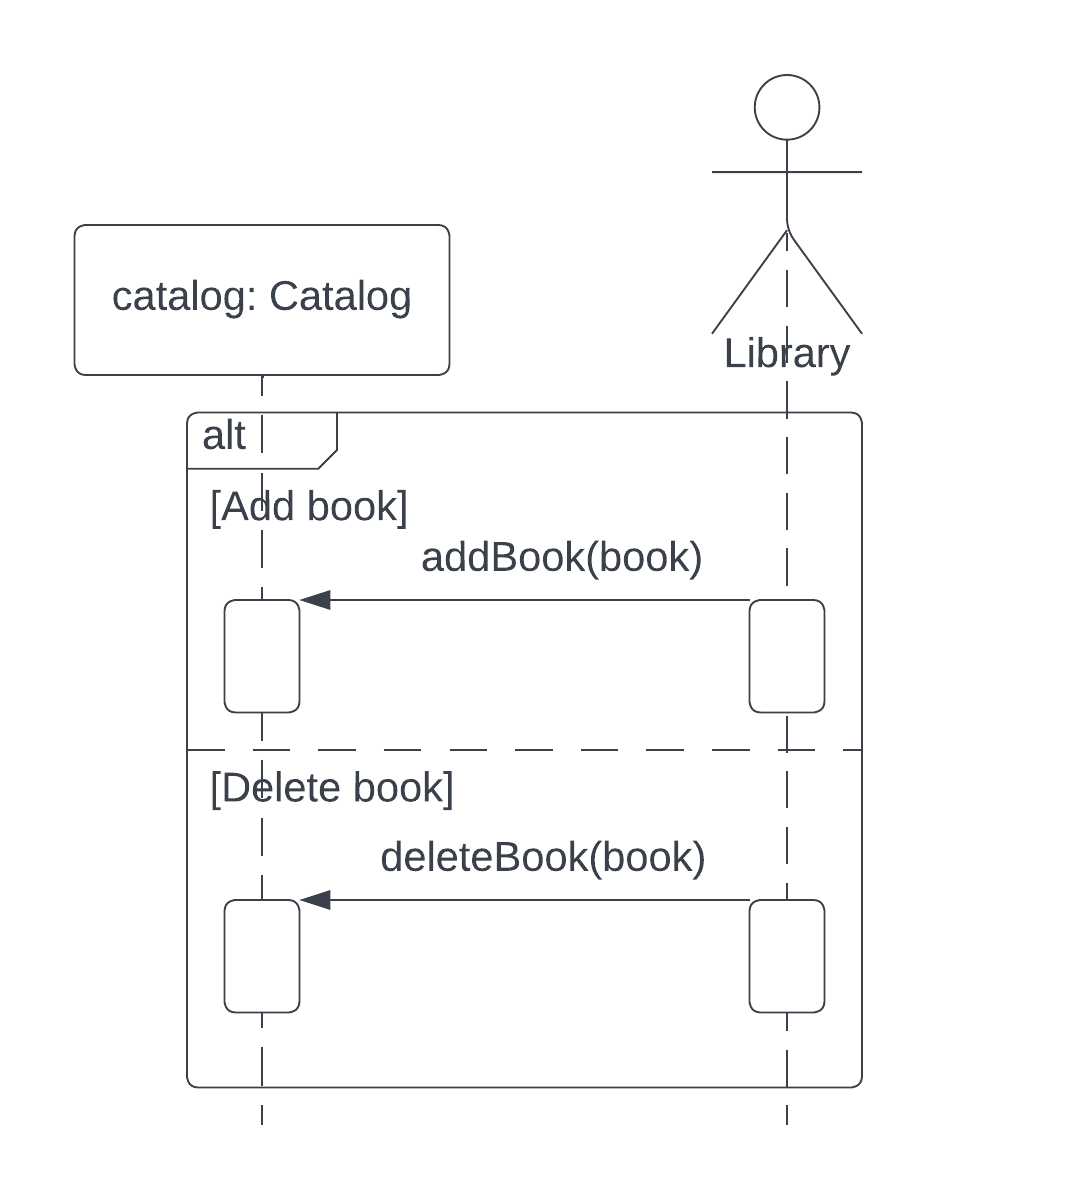 catalog: Catalog
Library
alt
[Add book]
addBook(book)
[Delete book]
deleteBook(book)